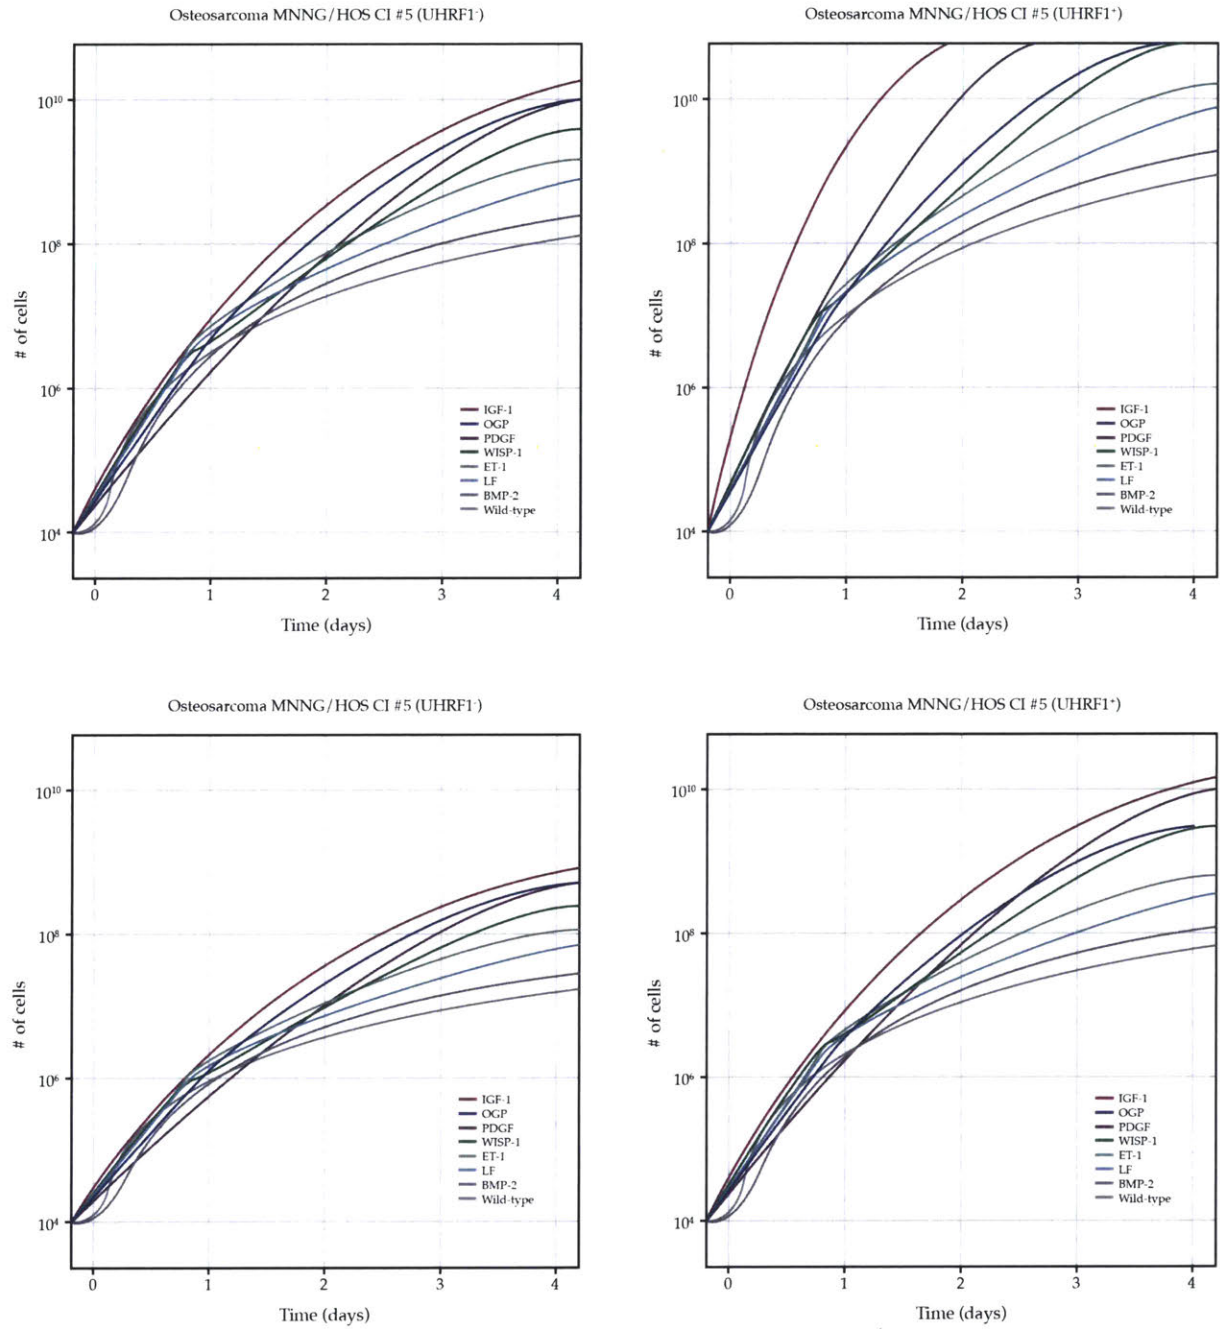 Osteosarcoma MNNG/HOS CI #5 (UHRF1-)
# of cells
10¹⁰
10⁸
10⁶
10⁴
IGF-1
OGP
PDGF
WISP-1
ET-1
LF
BMP-2
Wild-type
0 1 2 3 4
Time (days)
Osteosarcoma MNNG/HOS CI #5 (UHRF1+)
# of cells
10¹⁰
10⁸
10⁶
10⁴
IGF-1
OGP
PDGF
WISP-1
ET-1
LF
BMP-2
Wild-type
0 1 2 3 4
Time (days)
Osteosarcoma MNNG/HOS CI #5 (UHRF1-)
# of cells
10¹⁰
10⁸
10⁶
10⁴
IGF-1
OGP
PDGF
WISP-1
ET-1
LF
BMP-2
Wild-type
0 1 2 3 4
Time (days)
Osteosarcoma MNNG/HOS CI #5 (UHRF1+)
# of cells
10¹⁰
10⁸
10⁶
10⁴
IGF-1
OGP
PDGF
WISP-1
ET-1
LF
BMP-2
Wild-type
0 1 2 3 4
Time (days)